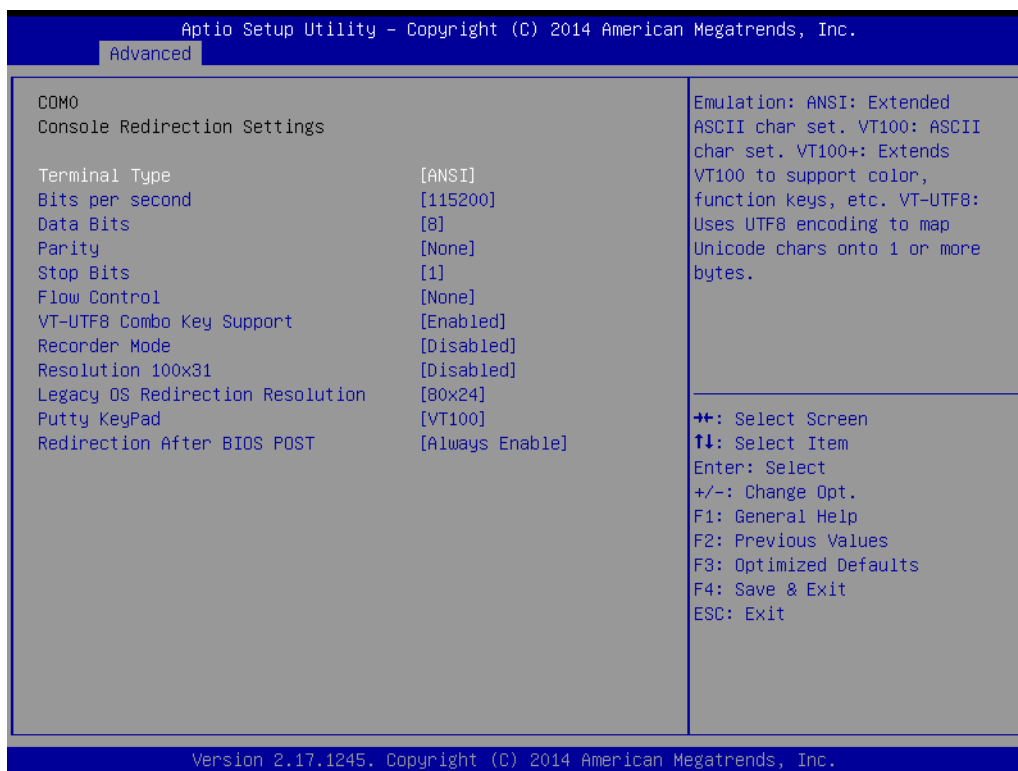 Aptio Setup Utility – Copyright (C) 2014 American Megatrends, Inc.
Advanced
COM0
Console Redirection Settings
Terminal Type [ANSI]
Bits per second [115200]
Data Bits [8]
Parity [None]
Stop Bits [1]
Flow Control [None]
VT-UTF8 Combo Key Support [Enabled]
Recorder Mode [Disabled]
Resolution 100x31 [Disabled]
Legacy OS Redirection Resolution [80x24]
Putty KeyPad [VT100]
Redirection After BIOS POST [Always Enable]
Emulation: ANSI: Extended
ASCII char set. VT100: ASCII
char set. VT100+: Extends
VT100 to support color,
function keys, etc. VT-UTF8:
Uses UTF8 encoding to map
Unicode chars onto 1 or more
bytes.
→←: Select Screen
↑↓: Select Item
Enter: Select
+/-: Change Opt.
F1: General Help
F2: Previous Values
F3: Optimized Defaults
F4: Save & Exit
ESC: Exit
Version 2.17.1245. Copyright (C) 2014 American Megatrends, Inc.